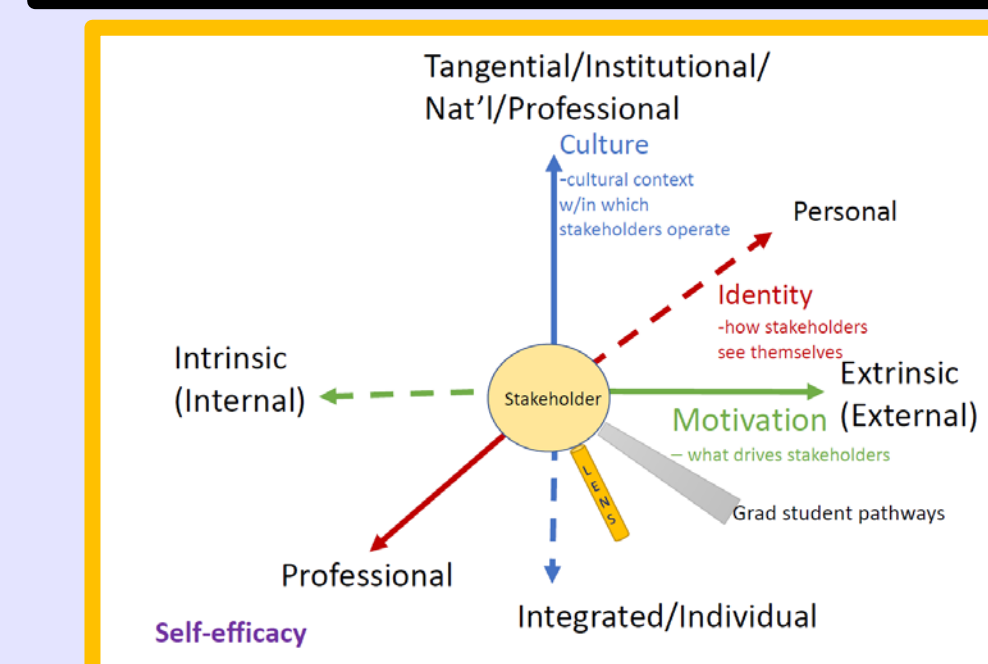 Tangential/Institutional/
Nat'l/Professional
Culture
-cultural context
w/in which
stakeholders operate
Personal
Identity
-how stakeholders
see themselves
Intrinsic
(Internal)
Stakeholder
Extrinsic
(External)
Motivation
– what drives stakeholders
LENS
Grad student pathways
Professional
Integrated/Individual
Self-efficacy